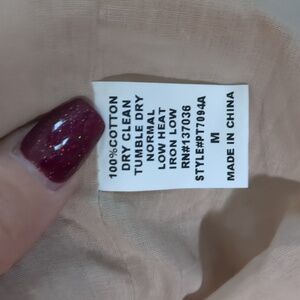 100%COTTON
DRY CLEAN
TUMBLE DRY
NORMAL
LOW HEAT
IRON LOW
RN#137036
STYLE#PT7094A
M
MADE IN CHINA